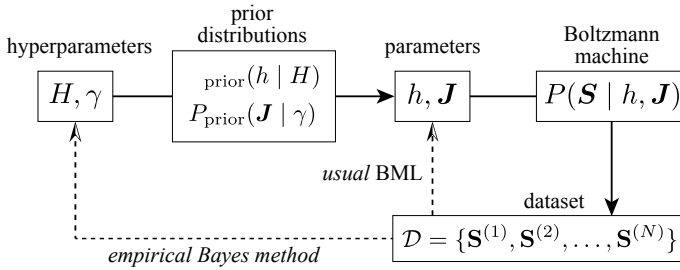 hyperparameters
prior
distributions
parameters
Boltzmann
machine
H, γ
prior(h | H)
P_prior(J | γ)
h, J
P(S | h, J)
usual BML
dataset
D = {S^(1), S^(2), . . . , S^(N)}
empirical Bayes method